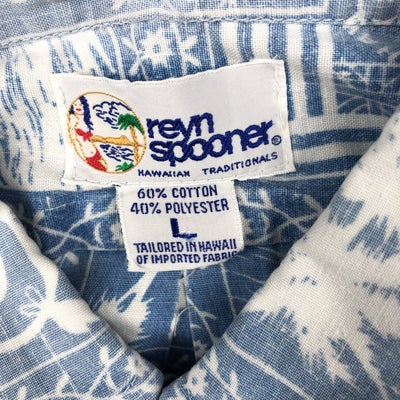 reyn
spooner®
HAWAIIAN TRADITIONALS
60% COTTON
40% POLYESTER
L
TAILORED IN HAWAII
OF IMPORTED FABRIC